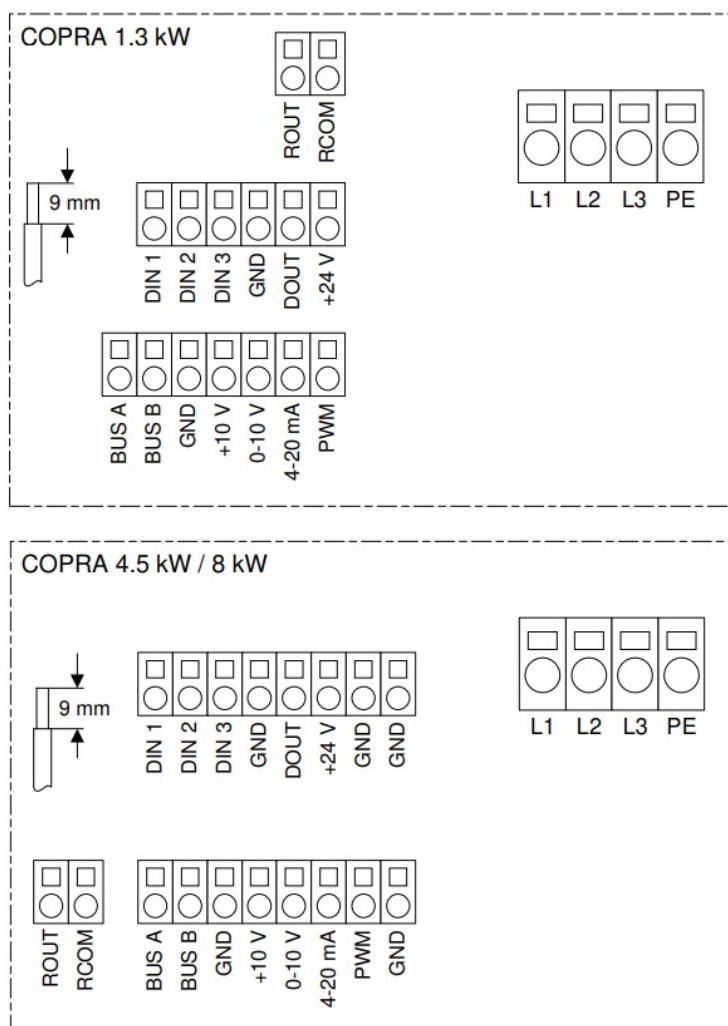 COPRA 1.3 kW
ROUT
RCOM
L1 L2 L3 PE
9 mm
DIN 1
DIN 2
DIN 3
GND
DOUT
+24 V
BUS A
BUS B
GND
+10 V
0-10 V
4-20 mA
PWM
COPRA 4.5 kW / 8 kW
L1 L2 L3 PE
9 mm
DIN 1
DIN 2
DIN 3
GND
DOUT
+24 V
GND
GND
ROUT
RCOM
BUS A
BUS B
GND
+10 V
0-10 V
4-20 mA
PWM
GND